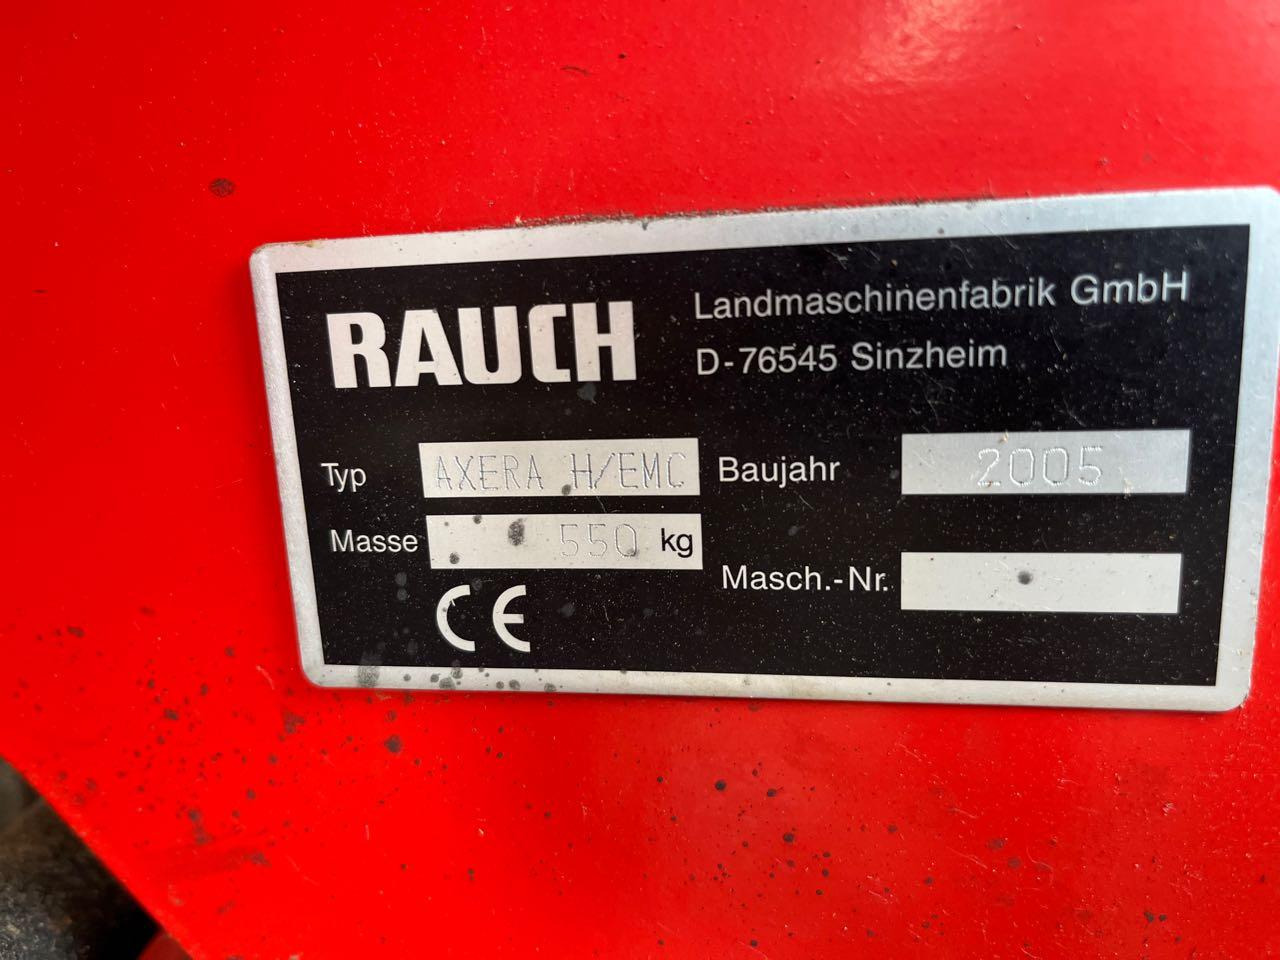 RAUCH
Landmaschinenfabrik GmbH
D-76545 Sinzheim
Typ AXERA H/EMC
Baujahr 2005
Masse 550 kg
Masch.-Nr.
CE